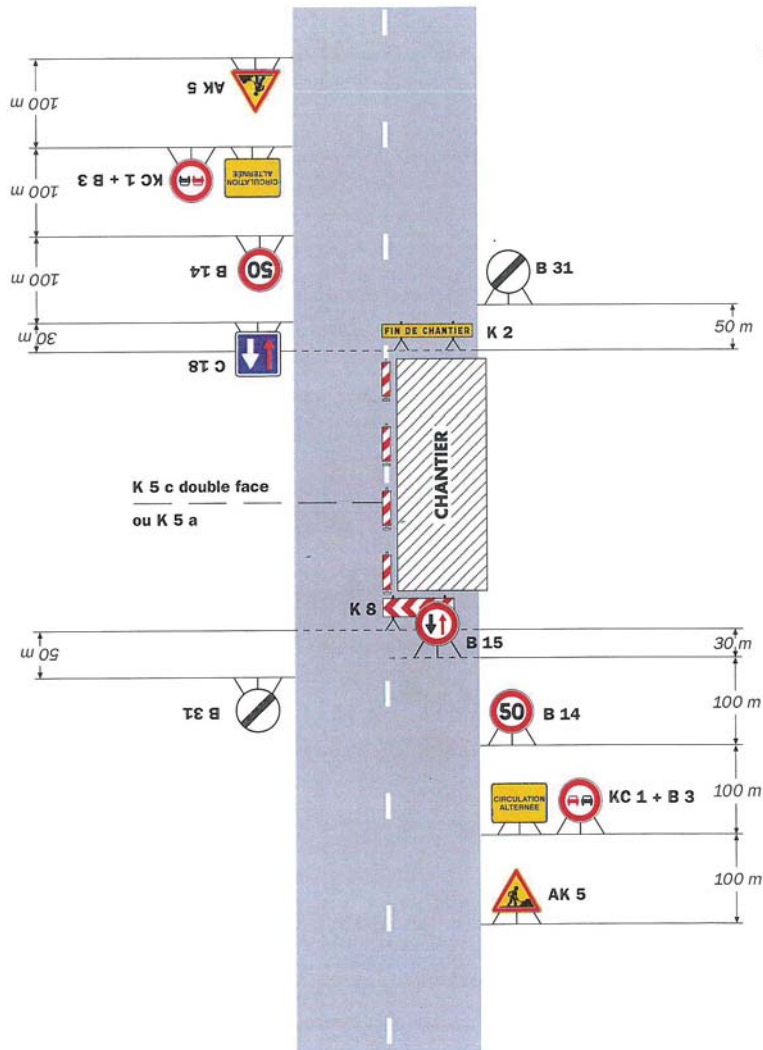 AK 5
100 m
KC 1 + B 3
CIRCULATION
ALTERNÉE
100 m
B 14
50
100 m
B 31
50 m
FIN DE CHANTIER
K 2
30 m
C 18
CHANTIER
K 5 c double face
ou K 5 a
K 8
B 15
30 m
50 m
B 31
50
B 14
100 m
CIRCULATION
ALTERNÉE
KC 1 + B 3
100 m
AK 5
100 m